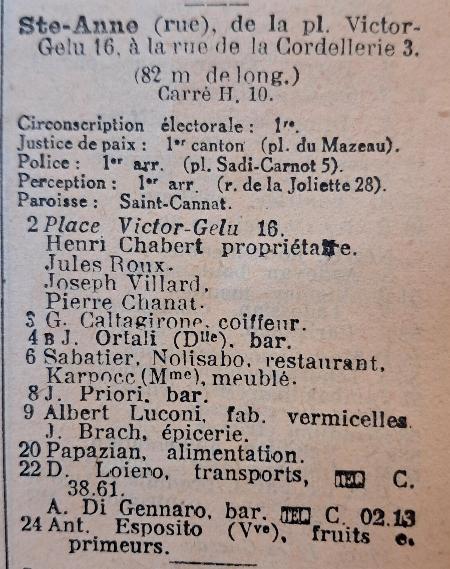 Ste-Anne (rue), de la pl. Victor-
Gelu 16, à la rue de la Cordellerie 3.
(82 m de long.)
Carré H. 10.
Circonscription électorale : 1re.
Justice de paix : 1er canton (pl. du Mazeau).
Police : 1er arr. (pl. Sadi-Carnot 5).
Perception : 1er arr. (r. de la Joliette 28).
Paroisse : Saint-Cannat.
2 Place Victor-Gelu 16.
Henri Chabert propriétaire.
Jules Roux.
Joseph Villard.
Pierre Chanat.
3 G. Caltagirone, coiffeur.
4 B J. Ortali (Dlle), bar.
6 Sabatier, Nolisabo, restaurant,
Karpocc (Mme), meublé.
8 J. Priori, bar.
9 Albert Luconi, fab. vermicelles.
J. Brach, épicerie.
20 Papazian, alimentation.
22 D. Loiero, transports, TEL C.
38.61.
A. Di Gennaro, bar. TEL C. 02.13
24 Ant. Esposito (Vve), fruits e.
primeurs.